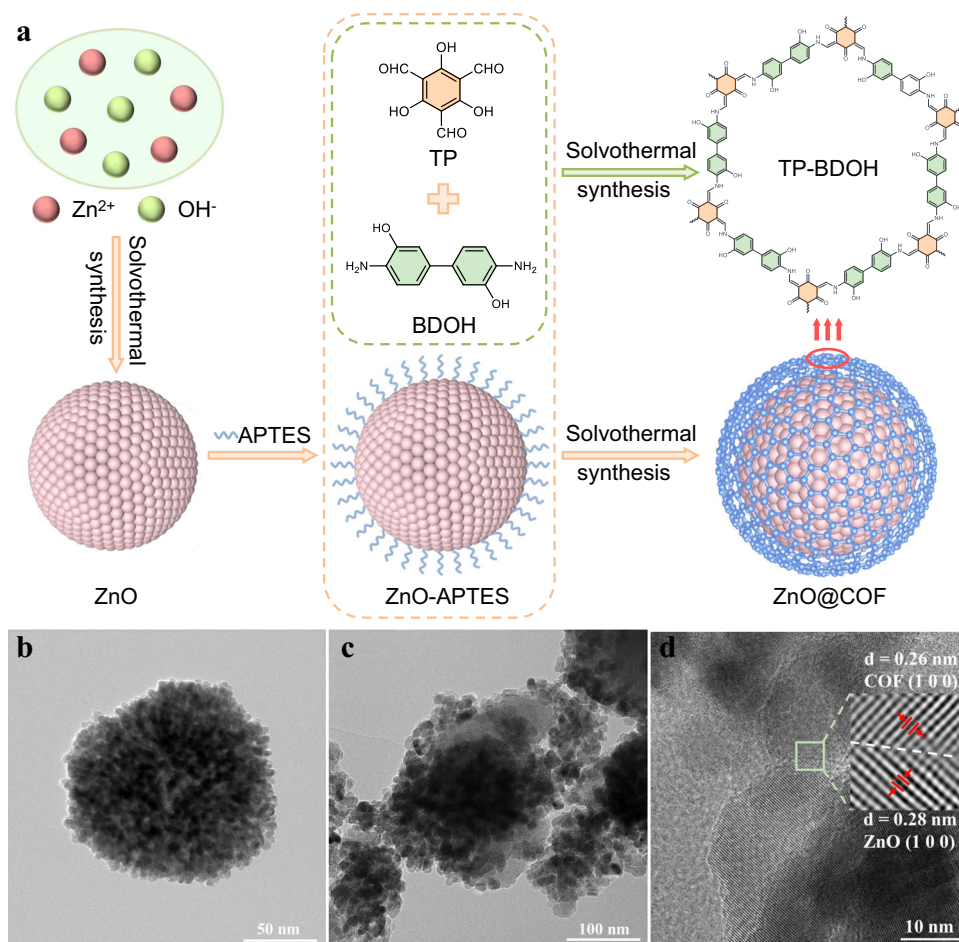 a
Zn2+
OH-
Solvothermal
synthesis
OH
CHO
OHC
HO
OH
CHO
TP
HO
H2N
NH2
OH
BDOH
Solvothermal
synthesis
TP-BDOH
APTES
Solvothermal
synthesis
ZnO
ZnO-APTES
ZnO@COF
b
50 nm
c
100 nm
d
d = 0.26 nm
COF (1 0 0)
d = 0.28 nm
ZnO (1 0 0)
10 nm